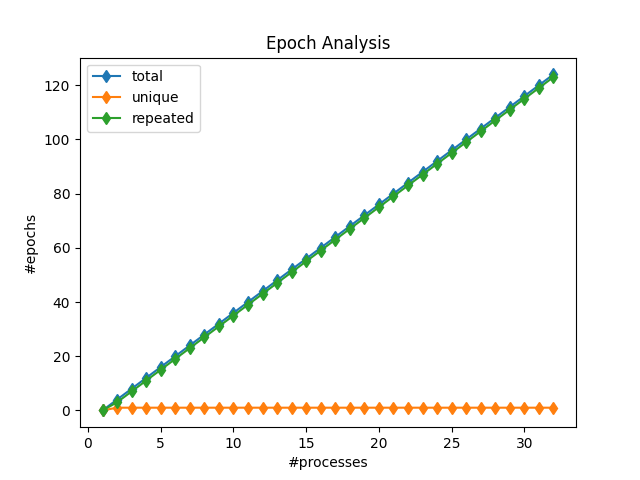 Epoch Analysis
total
unique
repeated
#epochs
120
100
80
60
40
20
0
0 5 10 15 20 25 30
#processes